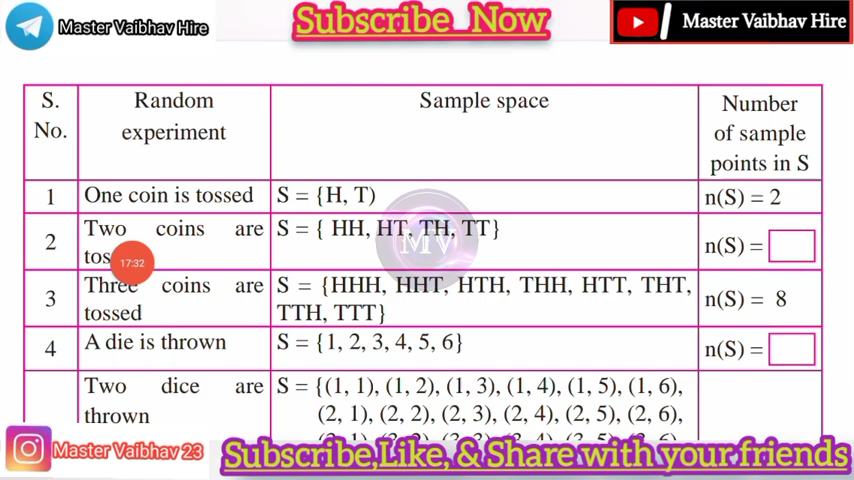 Master Vaibhav Hire
Subscribe Now
Master Vaibhav Hire
S. No.
Random experiment
Sample space
Number of sample points in S
1
One coin is tossed
S = {H, T)
n(S) = 2
2
Two coins are
S = { HH, HT, TH, TT}
n(S) =
17:32
3
Three coins are
tossed
S = {HHH, HHT, HTH, THH, HTT, THT,
TTH, TTT}
n(S) = 8
4
A die is thrown
S = {1, 2, 3, 4, 5, 6}
n(S) =
Two dice are
thrown
S = {(1, 1), (1, 2), (1, 3), (1, 4), (1, 5), (1, 6),
(2, 1), (2, 2), (2, 3), (2, 4), (2, 5), (2, 6),
MV
Master Vaibhav 23
Subscribe,Like, & Share with your friends